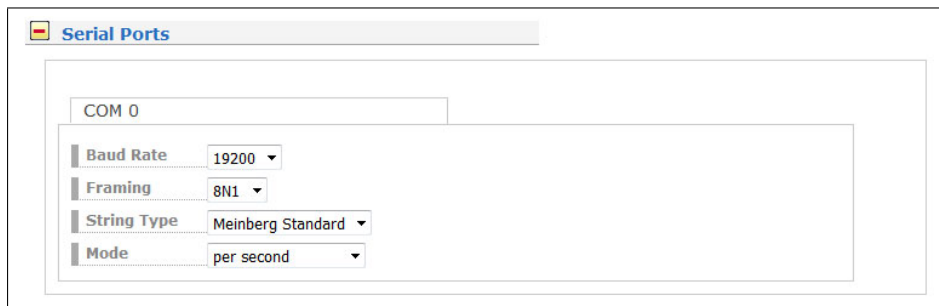 Serial Ports
COM 0
Baud Rate 19200
Framing 8N1
String Type Meinberg Standard
Mode per second